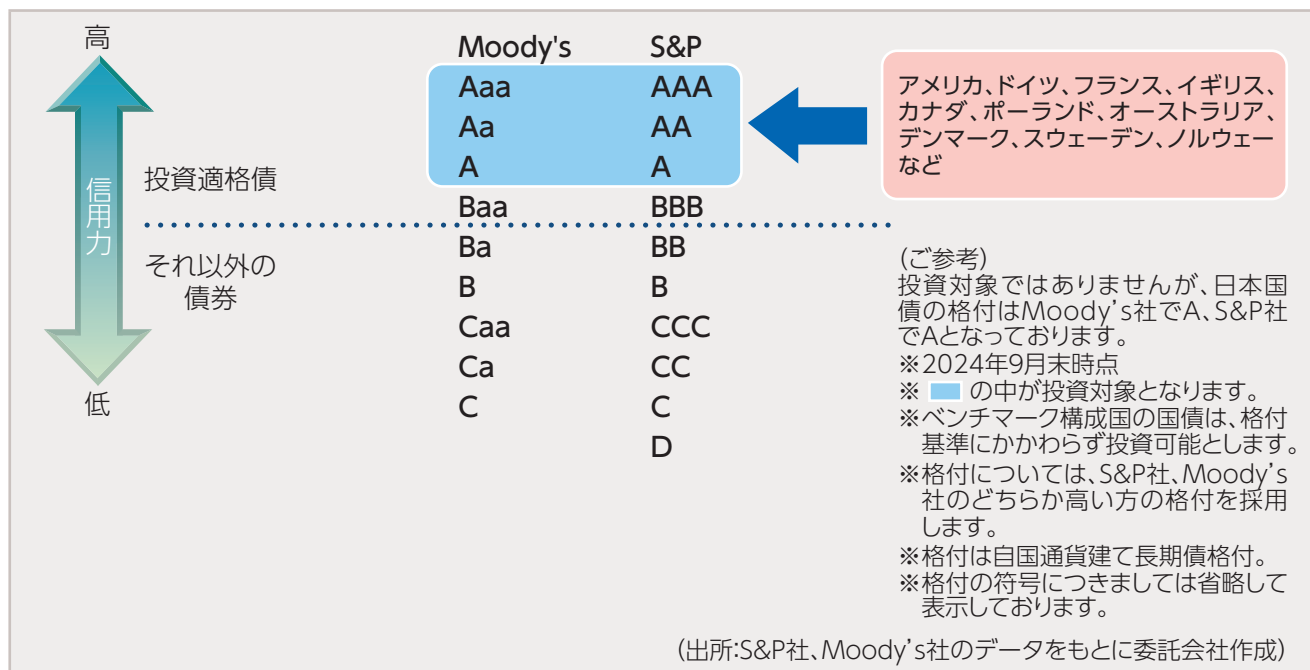 高
信用力
低
投資適格債
それ以外の
債券
Moody's S&P
Aaa AAA
Aa AA
A A
Baa BBB
Ba BB
B B
Caa CCC
Ca CC
C C
D
アメリカ、ドイツ、フランス、イギリス、
カナダ、ポーランド、オーストラリア、
デンマーク、スウェーデン、ノルウェー
など
(ご参考)
投資対象ではありませんが、日本国
債の格付はMoody's社でA、S&P社
でAとなっております。
※2024年9月末時点
※ の中が投資対象となります。
※ベンチマーク構成国の国債は、格付
基準にかかわらず投資可能とします。
※格付については、S&P社、Moody's
社のどちらか高い方の格付を採用
します。
※格付は自国通貨建て長期債格付。
※格付の符号につきましては省略して
表示しております。
(出所:S&P社、Moody's社のデータをもとに委託会社作成)